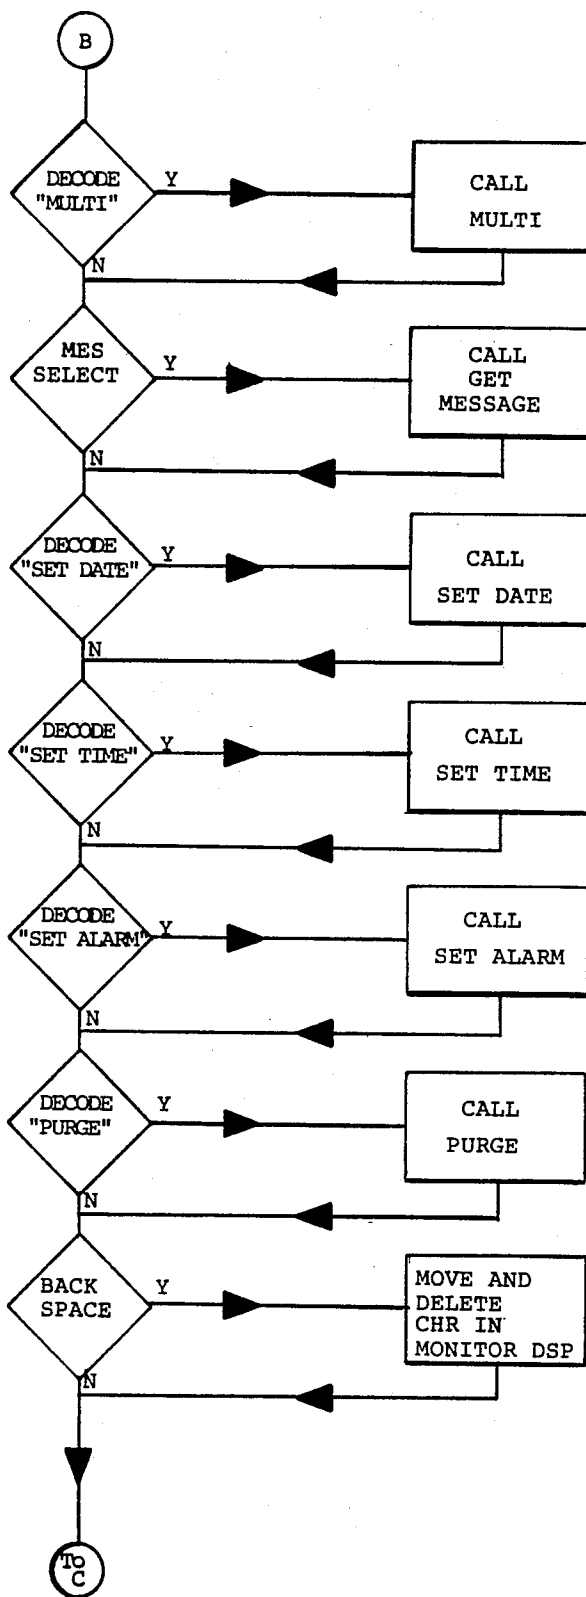 B
DECODE
"MULTI"
Y
CALL
MULTI
N
MES
SELECT
Y
CALL
GET
MESSAGE
N
DECODE
"SET DATE"
Y
CALL
SET DATE
N
DECODE
"SET TIME"
Y
CALL
SET TIME
N
DECODE
"SET ALARM"
Y
CALL
SET ALARM
N
DECODE
"PURGE"
Y
CALL
PURGE
N
BACK
SPACE
Y
MOVE AND
DELETE
CHR IN
MONITOR DSP
N
To
C